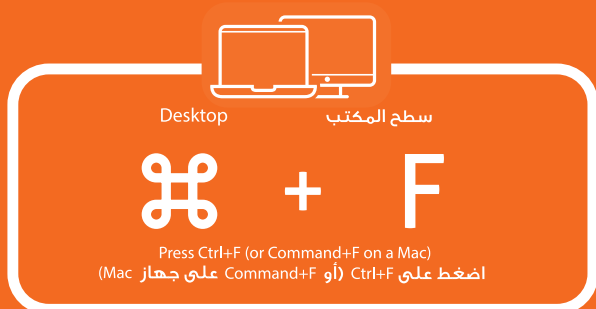 Desktop
سطح المكتب
⌘ + F
Press Ctrl+F (or Command+F on a Mac)
اضغط على Ctrl+F (أو Command+F على جهاز Mac)